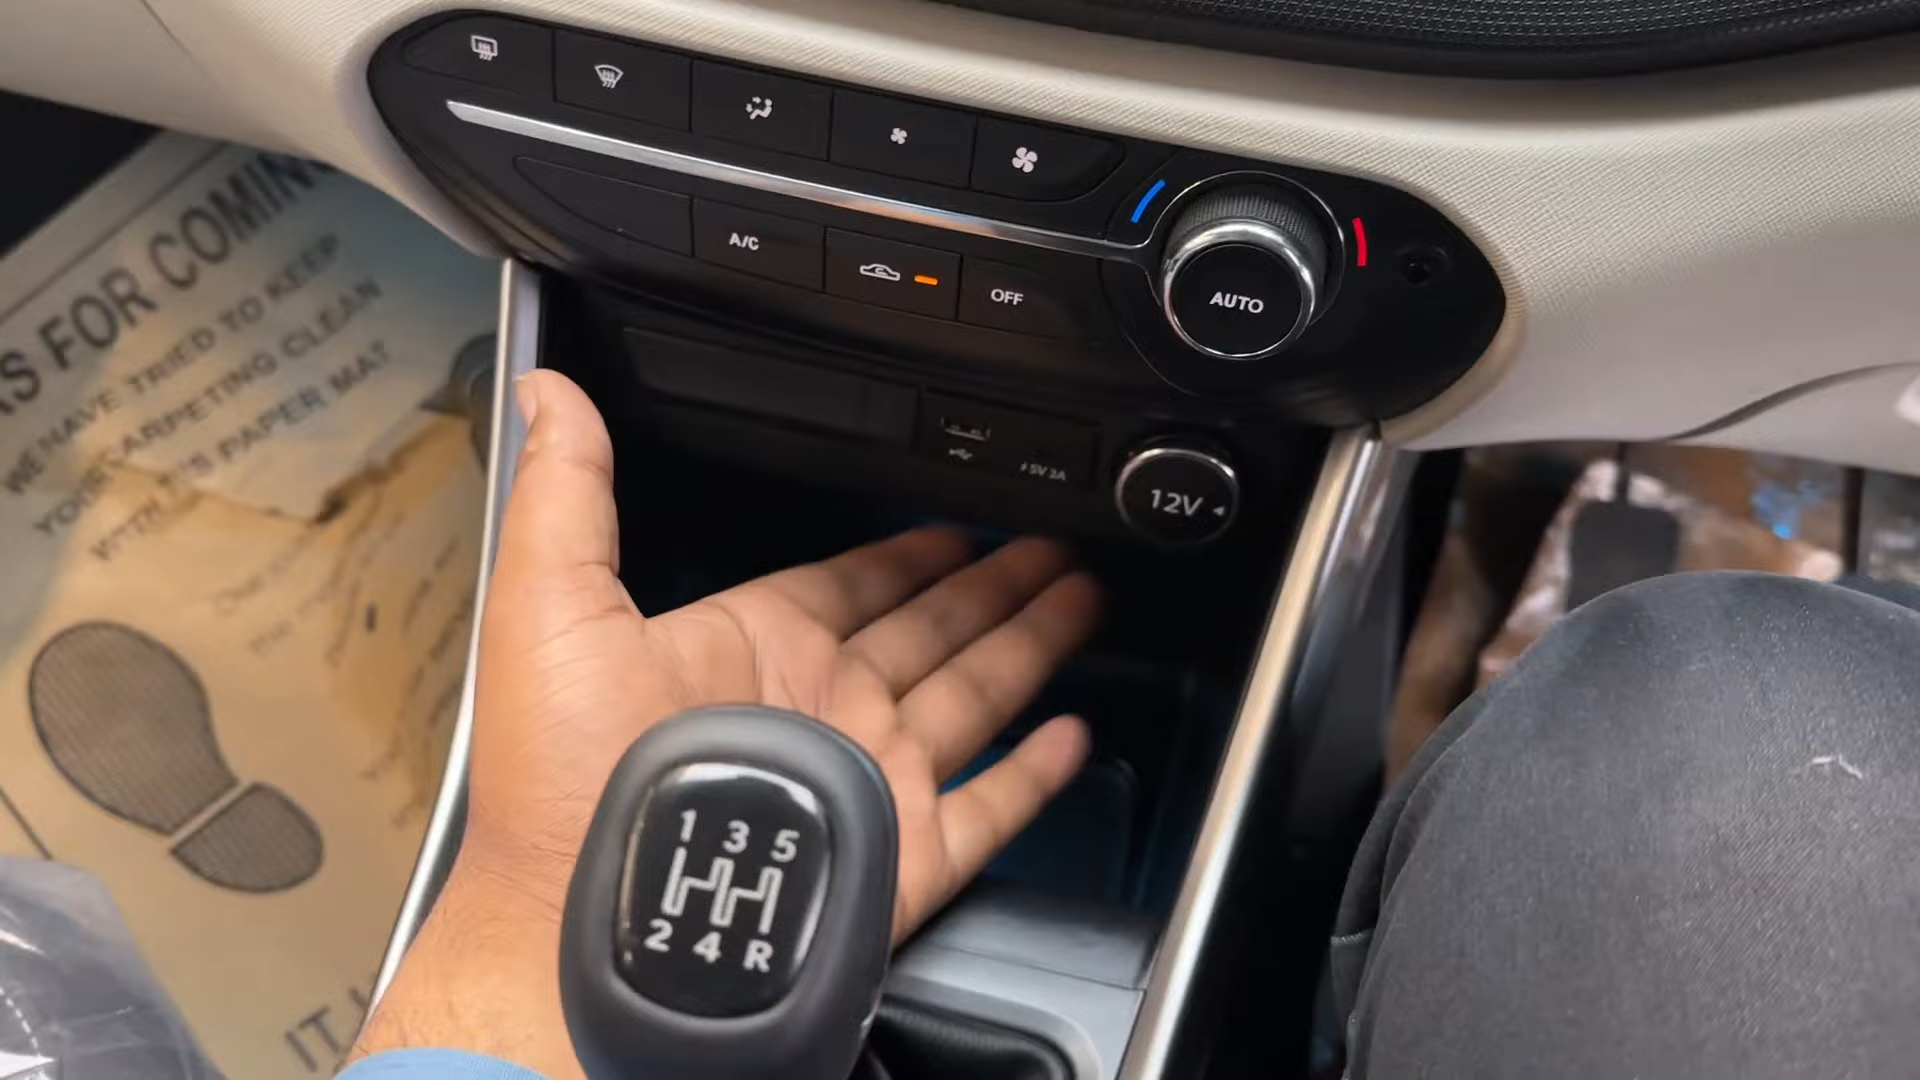 A/C
OFF
AUTO
5V 3A
12V
S FOR COMIN
WE HAVE TRIED TO KEEP
YOUR CARPETING CLEAN
WITH THIS PAPER MAT
1 3 5
2 4 R
IT